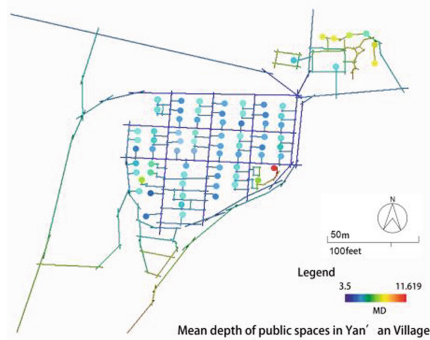 N
50m
100feet
Legend
3.5 11.619
MD
Mean depth of public spaces in Yan’an Village